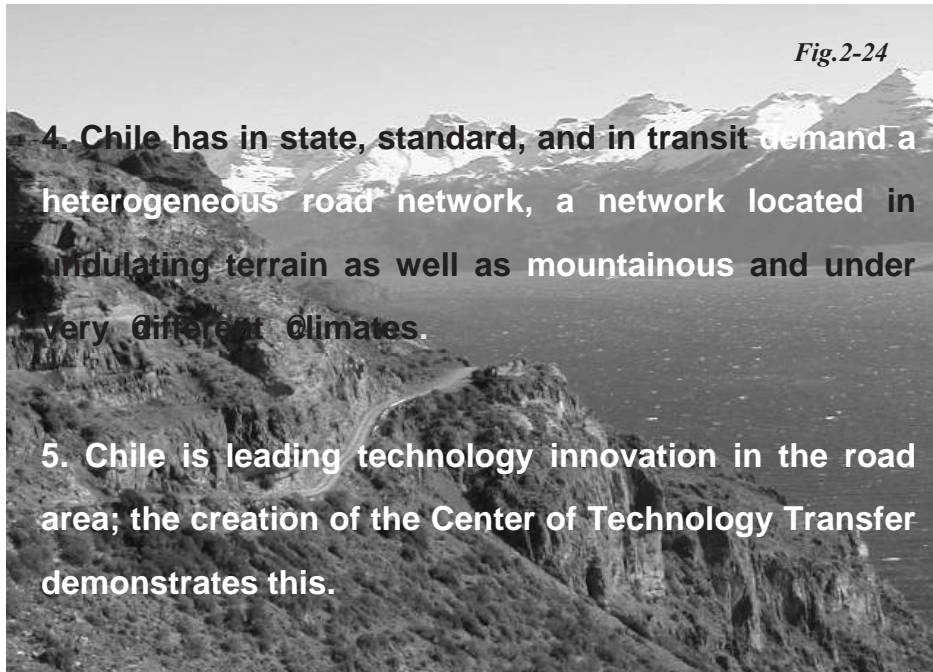 Fig.2-24
4. Chile has in state, standard, and in transit demand a
heterogeneous road network, a network located in
undulating terrain as well as mountainous and under
very @different @limates.
5. Chile is leading technology innovation in the road
area; the creation of the Center of Technology Transfer
demonstrates this.